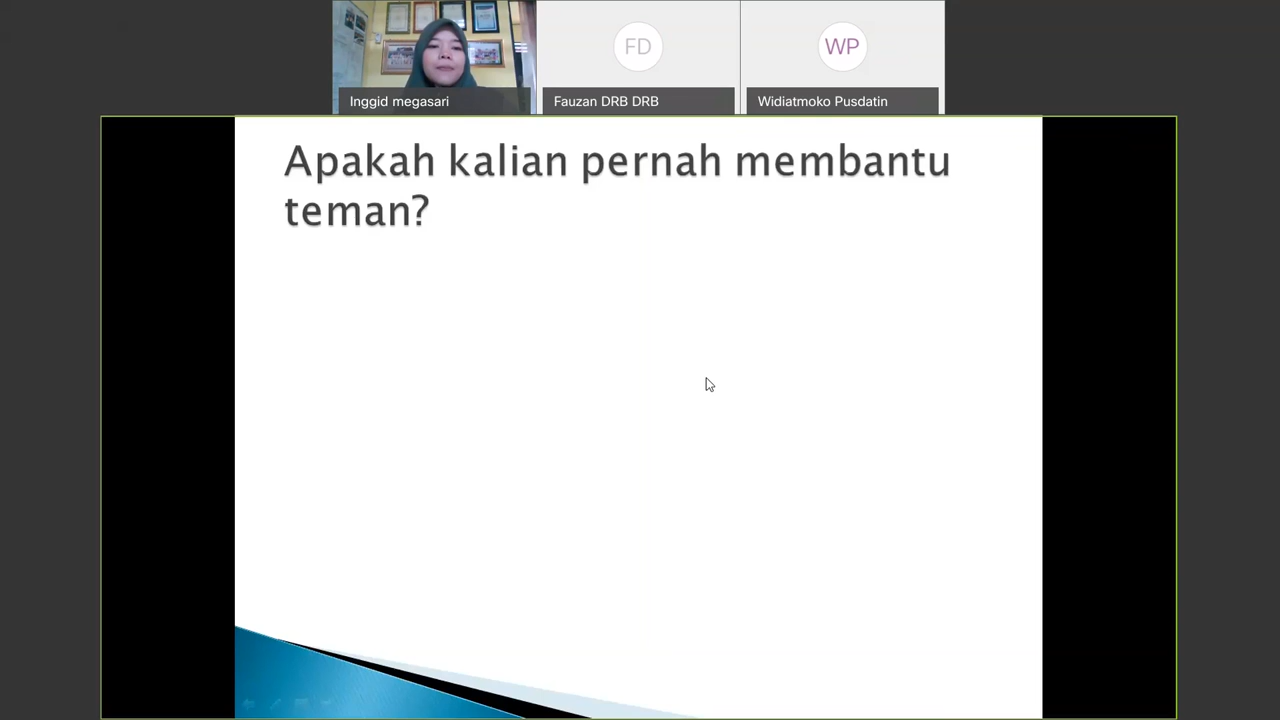 Inggid megasari
FD
Fauzan DRB DRB
WP
Widiatmoko Pusdatin
Apakah kalian pernah membantu
teman?